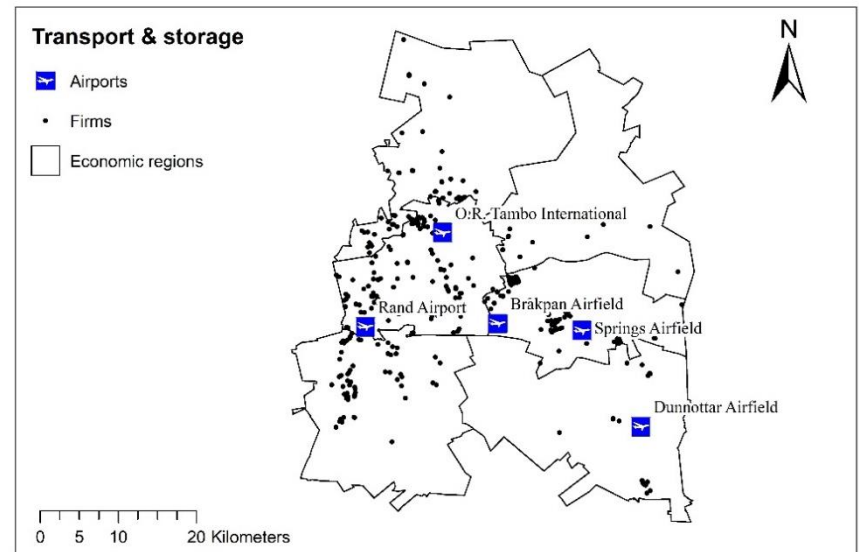 Transport & storage
Airports
Firms
Economic regions
N
O.R. Tambo International
Rand Airport
Brakpan Airfield
Springs Airfield
Dunnottar Airfield
0 5 10 20 Kilometers